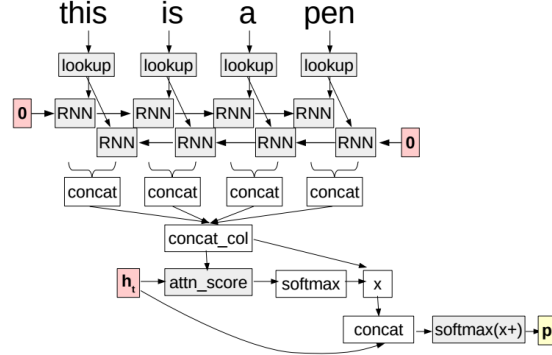 this is a pen
lookup lookup lookup lookup
0 RNN RNN RNN RNN
RNN RNN RNN RNN 0
concat concat concat concat
concat_col
ht attn_score softmax x
concat softmax(x+) p